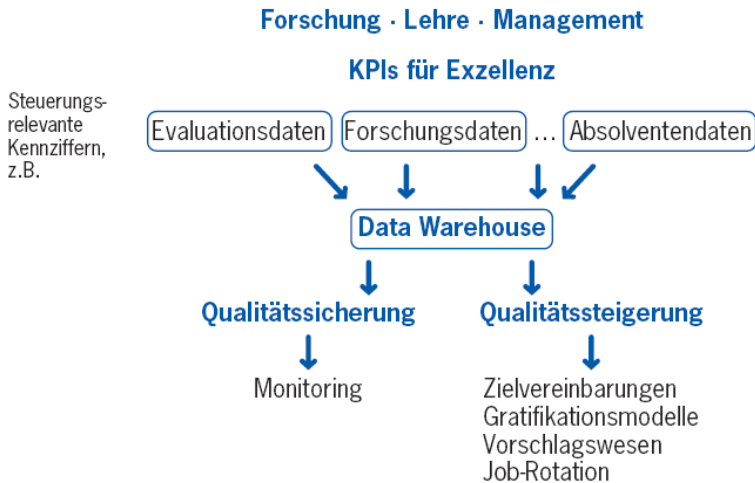 Forschung · Lehre · Management
KPIs für Exzellenz
Steuerungs-
relevante
Kennziffern,
z.B.
Evaluationsdaten Forschungsdaten ... Absolventendaten
Data Warehouse
Qualitätssicherung Qualitätssteigerung
Monitoring Zielvereinbarungen
Gratifikationsmodelle
Vorschlagswesen
Job-Rotation